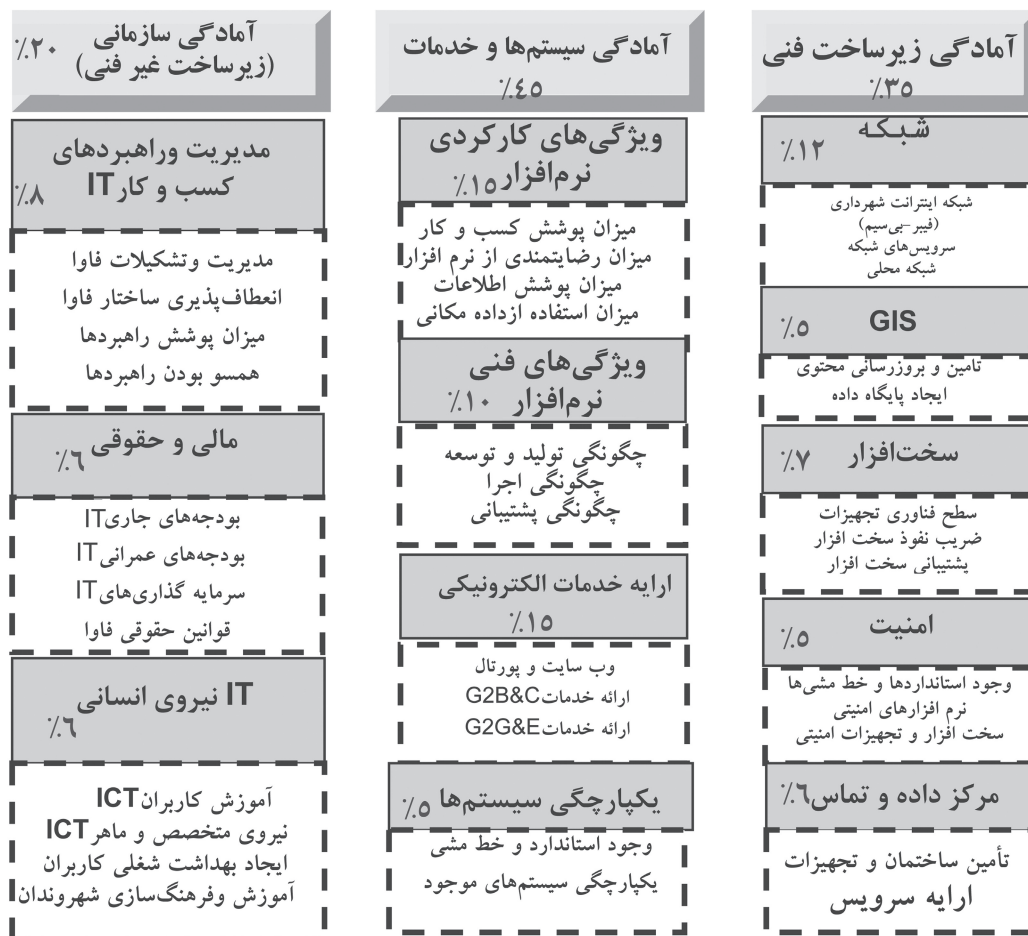 آمادگی زیرساخت فنی
٪۳۵
شبکه
٪۱۲
شبکه اینترانت شهرداری
(فیبر-بی‌سیم)
سرویس‌های شبکه
شبکه محلی
GIS
٪۵
تامین و بروزرسانی محتوی
ایجاد پایگاه داده
سخت‌افزار ٪۷
سطح فناوری تجهیزات
ضریب نفوذ سخت افزار
پشتیبانی سخت افزار
امنیت
٪۵
وجود استانداردها و خط مشی‌ها
نرم افزارهای امنیتی
سخت افزار و تجهیزات امنیتی
مرکز داده و تماس٪۶
تأمین ساختمان و تجهیزات
ارایه سرویس
آمادگی سیستم‌ها و خدمات
٪۴۵
ویژگی‌های کارکردی
نرم‌افزار٪۱۵
میزان پوشش کسب و کار
میزان رضایتمندی از نرم افزار
میزان پوشش اطلاعات
میزان استفاده ازداده مکانی
ویژگی‌های فنی
نرم‌افزار ٪۱۰
چگونگی تولید و توسعه
چگونگی اجرا
چگونگی پشتیبانی
ارایه خدمات الکترونیکی
٪۱۵
وب سایت و پورتال
ارائه خدماتG2B&C
ارائه خدماتG2G&E
یکپارچگی سیستم‌ها ٪۵
وجود استاندارد و خط مشی
یکپارچگی سیستم‌های موجود
آمادگی سازمانی ٪۲۰
(زیرساخت غیر فنی)
مدیریت وراهبردهای
کسب و کارIT
٪۸
مدیریت وتشکیلات فاوا
انعطاف‌پذیری ساختار فاوا
میزان پوشش راهبردها
همسو بودن راهبردها
مالی و حقوقی
٪۶
بودجه‌های جاریIT
بودجه‌های عمرانیIT
سرمایه گذاری‌هایIT
قوانین حقوقی فاوا
IT نیروی انسانی
٪۶
آموزش کاربرانICT
نیروی متخصص و ماهرICT
ایجاد بهداشت شغلی کاربران
آموزش وفرهنگ‌سازی شهروندان